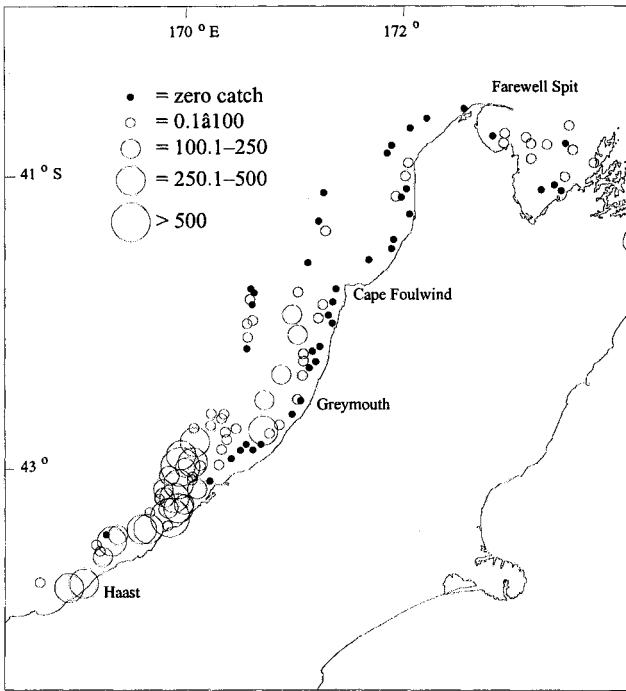 170 ° E
172 °
Farewell Spit
= zero catch
= 0.1â100
= 100.1–250
= 250.1–500
> 500
41 ° S
Cape Foulwind
Greymouth
43 °
Haast